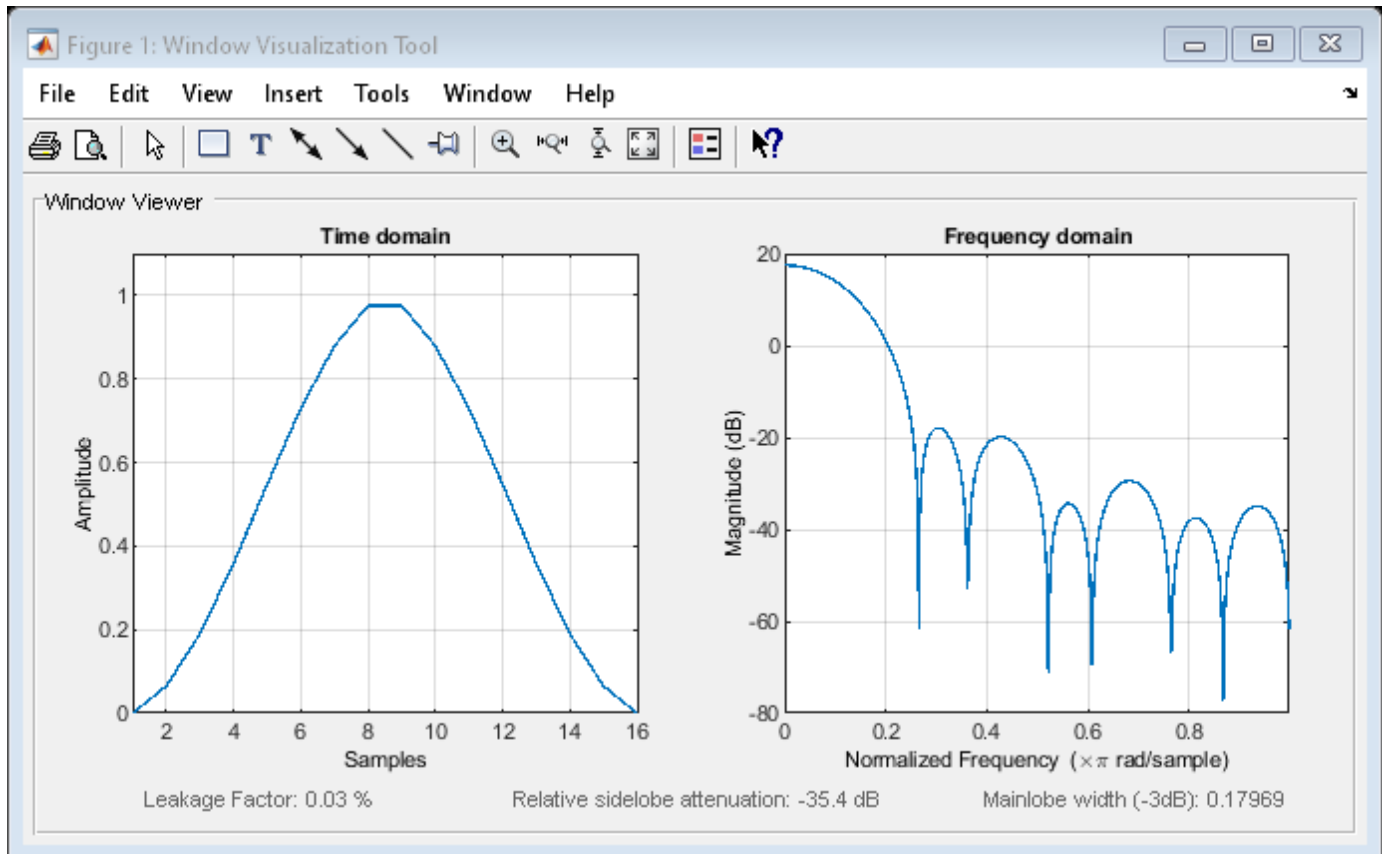 Figure 1: Window Visualization Tool
File Edit View Insert Tools Window Help
T
?
Window Viewer
Time domain
Amplitude
1
0.8
0.6
0.4
0.2
0
2 4 6 8 10 12 14 16
Samples
Frequency domain
Magnitude (dB)
20
0
-20
-40
-60
-80
0 0.2 0.4 0.6 0.8
Normalized Frequency (×π rad/sample)
Leakage Factor: 0.03 %
Relative sidelobe attenuation: -35.4 dB
Mainlobe width (-3dB): 0.17969